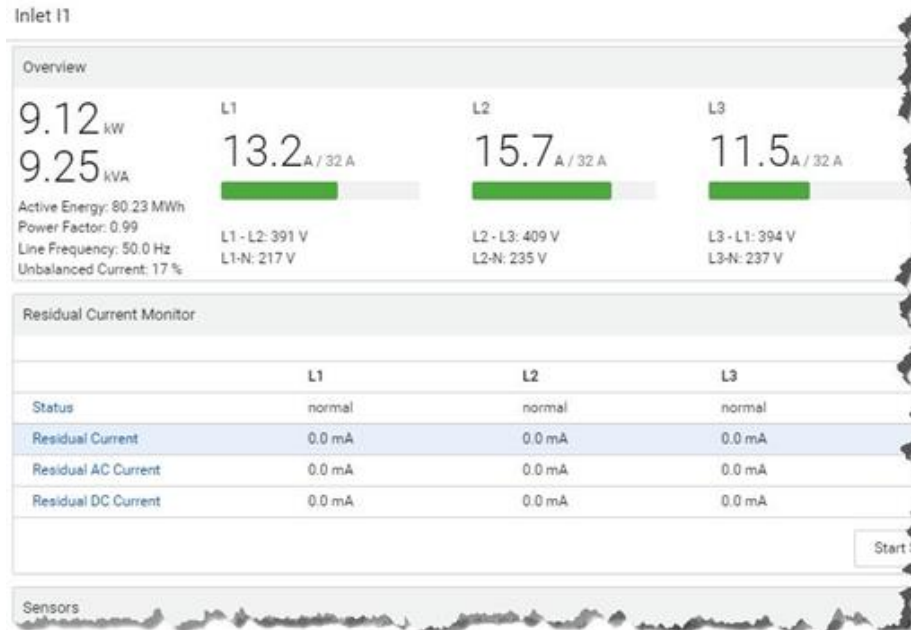 Inlet I1
Overview
9.12 kW
9.25 kVA
Active Energy: 80.23 MWh
Power Factor: 0.99
Line Frequency: 50.0 Hz
Unbalanced Current: 17 %
L1
13.2 A / 32 A
L1 - L2: 391 V
L1-N: 217 V
L2
15.7 A / 32 A
L2 - L3: 409 V
L2-N: 235 V
L3
11.5 A / 32 A
L3 - L1: 394 V
L3-N: 237 V
Residual Current Monitor
L1 L2 L3
Status normal normal normal
Residual Current 0.0 mA 0.0 mA 0.0 mA
Residual AC Current 0.0 mA 0.0 mA 0.0 mA
Residual DC Current 0.0 mA 0.0 mA 0.0 mA
Start
Sensors